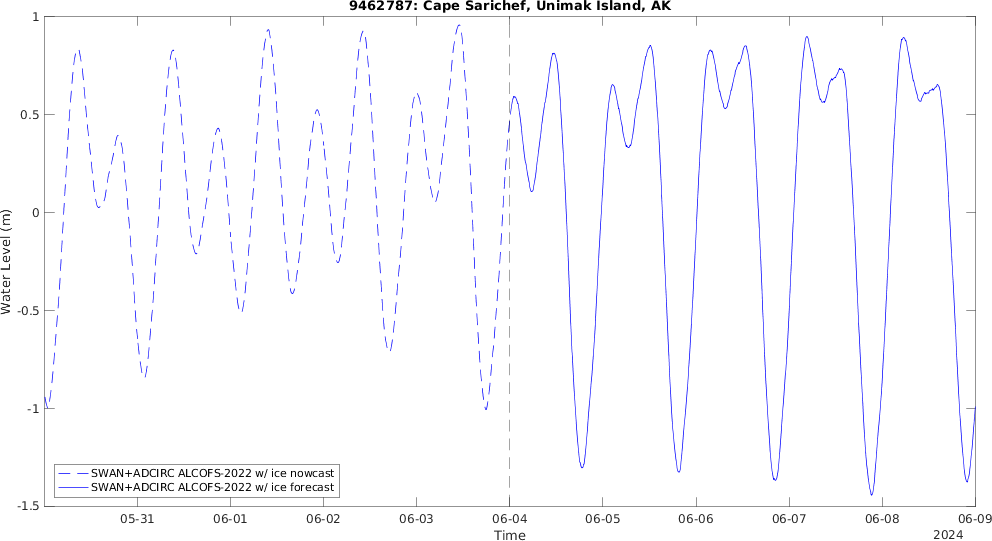 9462787: Cape Sarichef, Unimak Island, AK
1
0.5
0
-0.5
-1
-1.5
Water Level (m)
SWAN+ADCIRC ALCOFS-2022 w/ ice nowcast
SWAN+ADCIRC ALCOFS-2022 w/ ice forecast
05-31 06-01 06-02 06-03 06-04 06-05 06-06 06-07 06-08 06-09
Time 2024